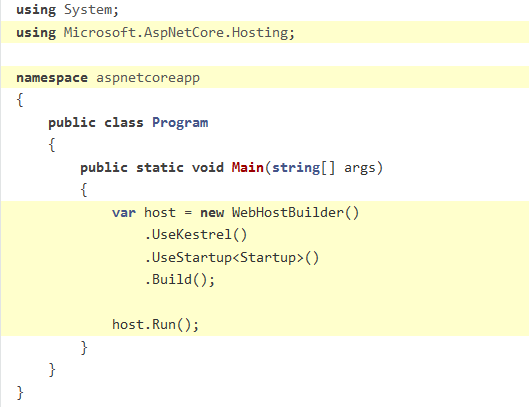 using System;
using Microsoft.AspNetCore.Hosting;

namespace aspnetcoreapp
{
    public class Program
    {
        public static void Main(string[] args)
        {
            var host = new WebHostBuilder()
                .UseKestrel()
                .UseStartup<Startup>()
                .Build();

            host.Run();
        }
    }
}